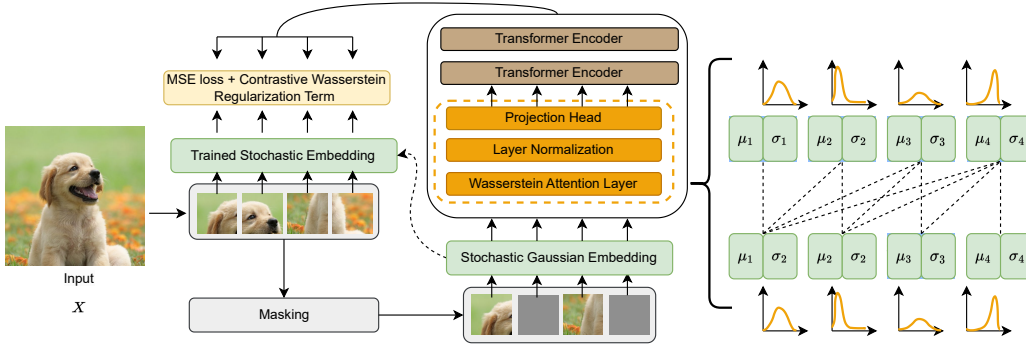 Transformer Encoder
Transformer Encoder
MSE loss + Contrastive Wasserstein
Regularization Term
Projection Head
Layer Normalization
Wasserstein Attention Layer
Trained Stochastic Embedding
Stochastic Gaussian Embedding
Input
X
Masking
μ1 σ1 μ2 σ2 μ3 σ3 μ4 σ4
μ1 σ2 μ2 σ2 μ3 σ3 μ4 σ4